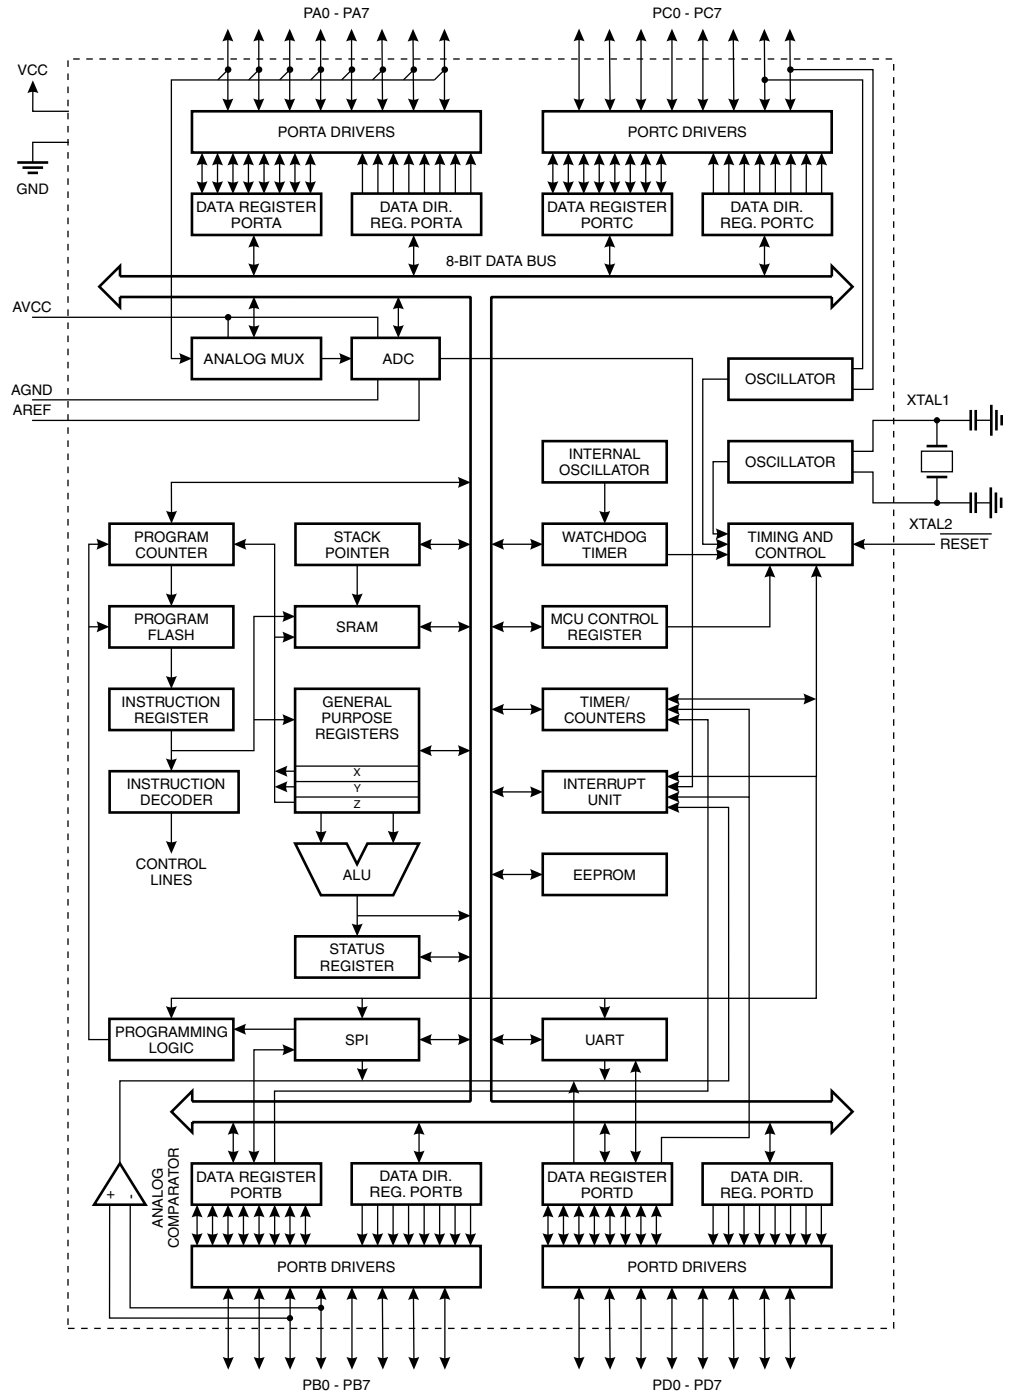 PA0 - PA7
PC0 - PC7
VCC
GND
PORTA DRIVERS
PORTC DRIVERS
DATA REGISTER
PORTA
DATA DIR.
REG. PORTA
DATA REGISTER
PORTC
DATA DIR.
REG. PORTC
8-BIT DATA BUS
AVCC
ANALOG MUX
ADC
AGND
AREF
OSCILLATOR
XTAL1
INTERNAL
OSCILLATOR
OSCILLATOR
XTAL2
RESET
PROGRAM
COUNTER
STACK
POINTER
WATCHDOG
TIMER
TIMING AND
CONTROL
PROGRAM
FLASH
SRAM
MCU CONTROL
REGISTER
INSTRUCTION
REGISTER
GENERAL
PURPOSE
REGISTERS
X
Y
Z
TIMER/
COUNTERS
INSTRUCTION
DECODER
INTERRUPT
UNIT
CONTROL
LINES
ALU
EEPROM
STATUS
REGISTER
PROGRAMMING
LOGIC
SPI
UART
+
-
ANALOG
COMPARATOR
DATA REGISTER
PORTB
DATA DIR.
REG. PORTB
DATA REGISTER
PORTD
DATA DIR.
REG. PORTD
PORTB DRIVERS
PORTD DRIVERS
PB0 - PB7
PD0 - PD7